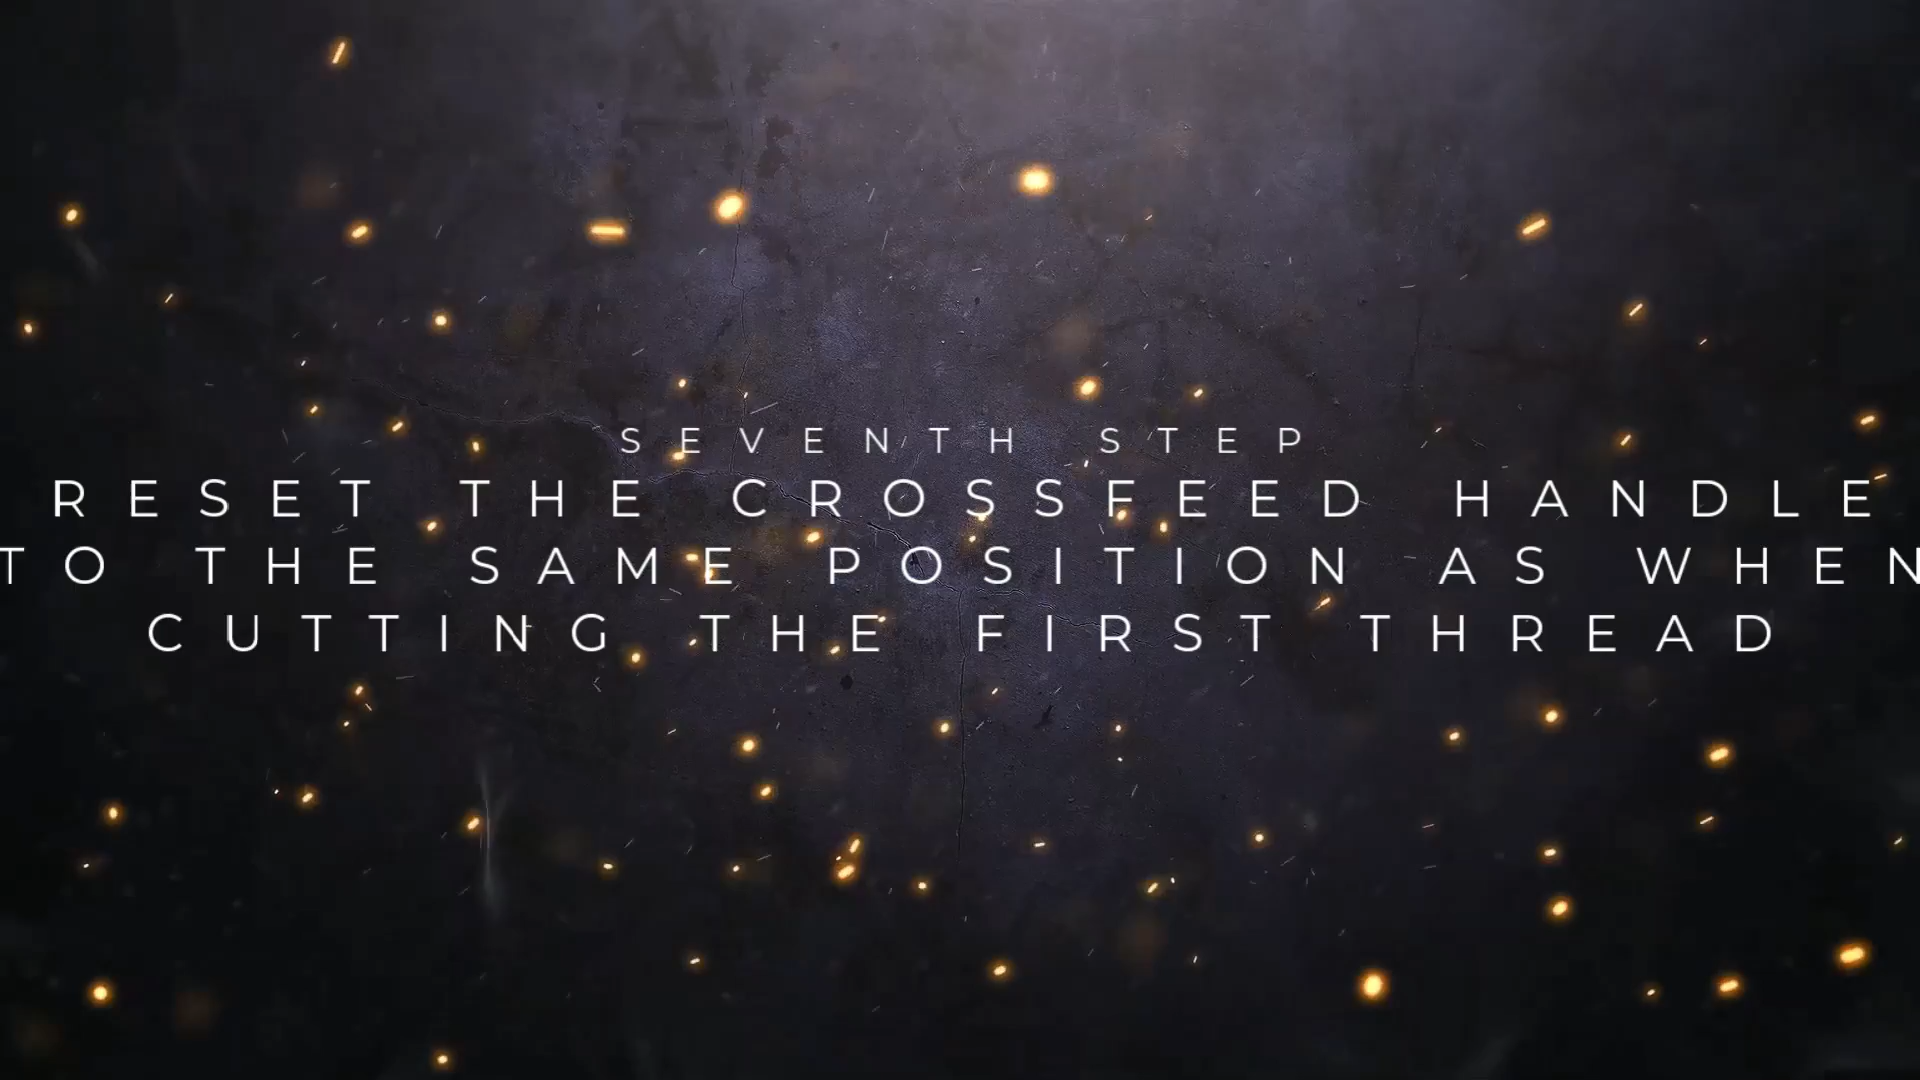 SEVENTH STEP
RESET THE CROSSFEED HANDLE
TO THE SAME POSITION AS WHEN
CUTTING THE FIRST THREAD